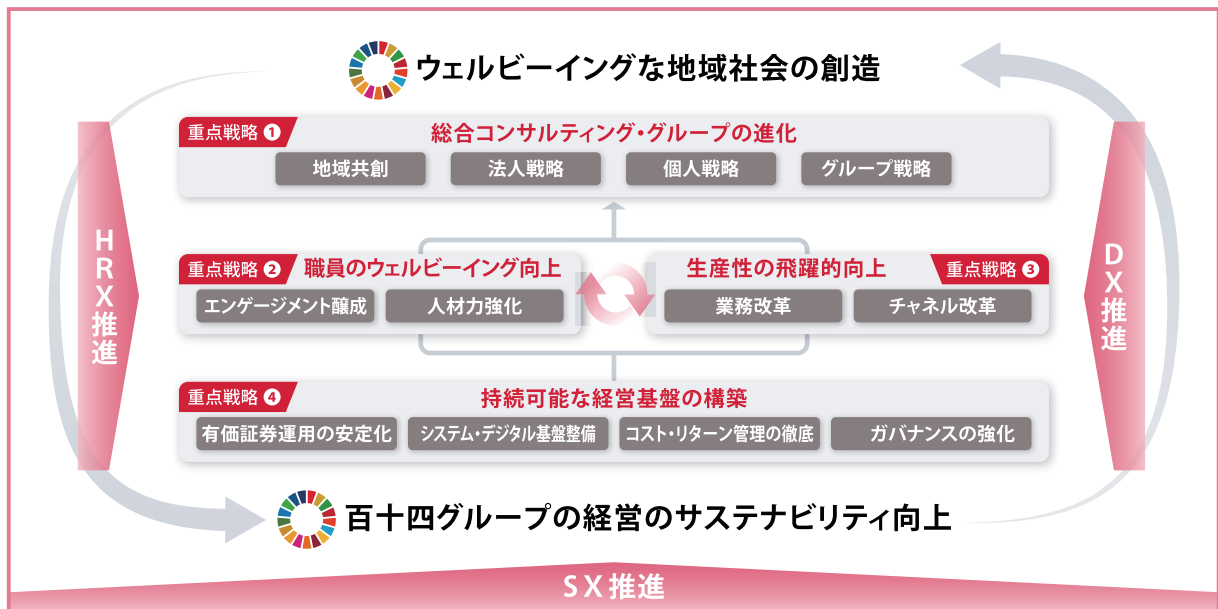 ウェルビーイングな地域社会の創造
重点戦略 ❶
総合コンサルティング・グループの進化
地域共創
法人戦略
個人戦略
グループ戦略
HRX推進
DX推進
重点戦略 ❷
職員のウェルビーイング向上
エンゲージメント醸成
人材力強化
生産性の飛躍的向上
重点戦略 ❸
業務改革
チャネル改革
重点戦略 ❹
持続可能な経営基盤の構築
有価証券運用の安定化
システム・デジタル基盤整備
コスト・リターン管理の徹底
ガバナンスの強化
百十四グループの経営のサステナビリティ向上
SX推進